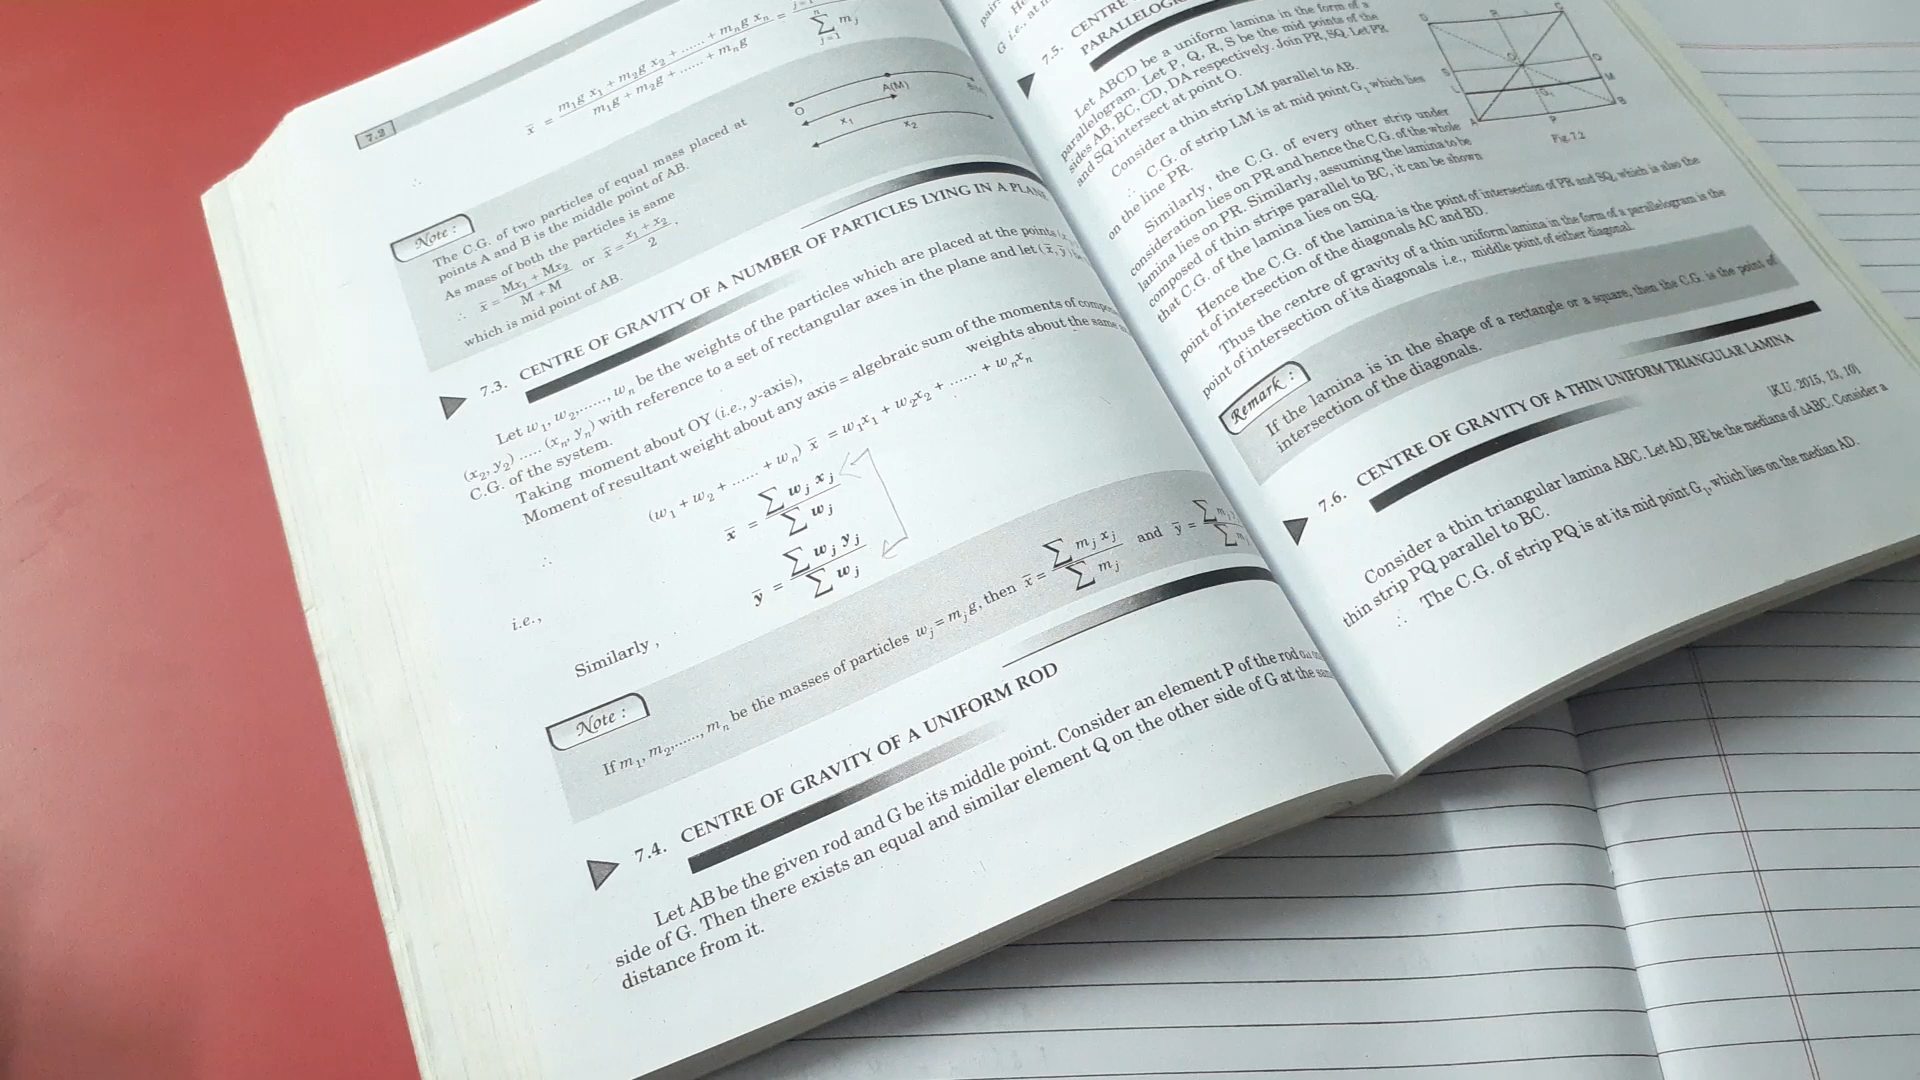 7.2
x̄ = m₁g x₁ + m₂g x₂ + ...... + mₙg xₙ / m₁g + m₂g + ...... + mₙg =
n
∑ mⱼ
j=1
∴
Note :
The C.G. of two particles of equal mass placed at
points A and B is the middle point of AB.
As mass of both the particles is same
∴ x̄ = Mx₁ + Mx₂ / M + M or x̄ = x₁ + x₂ / 2 ,
which is mid point of AB.
O A(M)
x₁
x₂
7.3. CENTRE OF GRAVITY OF A NUMBER OF PARTICLES LYING IN A PLANE
Let w₁, w₂,......, wₙ be the weights of the particles which are placed at the points
(x₂, y₂) ..... (xₙ, yₙ) with reference to a set of rectangular axes in the plane and let (x̄, ȳ)
C.G. of the system.
Taking moment about OY (i.e., y-axis),
Moment of resultant weight about any axis = algebraic sum of the moments of
weights about the same
∴ (w₁ + w₂ + ...... + wₙ) x̄ = w₁x₁ + w₂x₂ + ...... + wₙxₙ
i.e., x̄ = ∑ wⱼ xⱼ / ∑ wⱼ
Similarly , ȳ = ∑ wⱼ yⱼ / ∑ wⱼ
Note :
If m₁, m₂,......, mₙ be the masses of particles wⱼ = mⱼ g, then x̄ = ∑ mⱼ xⱼ / ∑ mⱼ and ȳ =
7.4. CENTRE OF GRAVITY OF A UNIFORM ROD
Let AB be the given rod and G be its middle point. Consider an element P of the rod
side of G. Then there exists an equal and similar element Q on the other side of G at the
distance from it.
G i.e. at
7.5. CENTRE
Let ABCD be a uniform lamina in the form of a
parallelogram. Let P, Q, R, S be the mid points of the
sides AB, BC, CD, DA respectively. Join PR, SQ. Let PR
and SQ intersect at point O.
Consider a thin strip LM parallel to AB.
∴ C.G. of strip LM is at mid point G₁ which lies
on the line PR.
Similarly, the C.G. of every other strip under
consideration lies on PR and hence the C.G. of the whole
lamina lies on PR. Similarly, assuming the lamina to be
composed of thin strips parallel to BC, it can be shown
that C.G. of the lamina lies on SQ.
Hence the C.G. of the lamina is the point of intersection of PR and SQ, which is also the
point of intersection of the diagonals AC and BD.
Thus the centre of gravity of a thin uniform lamina in the form of a parallelogram is the
point of intersection of its diagonals i.e., middle point of either diagonal.
D R C
S O Q
L G₁ M
A P B
Fig. 7.2
Remark :
If the lamina is in the shape of a rectangle or a square, then the C.G. is the point of
intersection of the diagonals.
7.6. CENTRE OF GRAVITY OF A THIN UNIFORM TRIANGULAR LAMINA
[K.U. 2015, 13, 10]
Consider a thin triangular lamina ABC. Let AD, BE be the medians of ΔABC. Consider a
thin strip PQ parallel to BC.
∴ The C.G. of strip PQ is at its mid point G₁, which lies on the median AD.